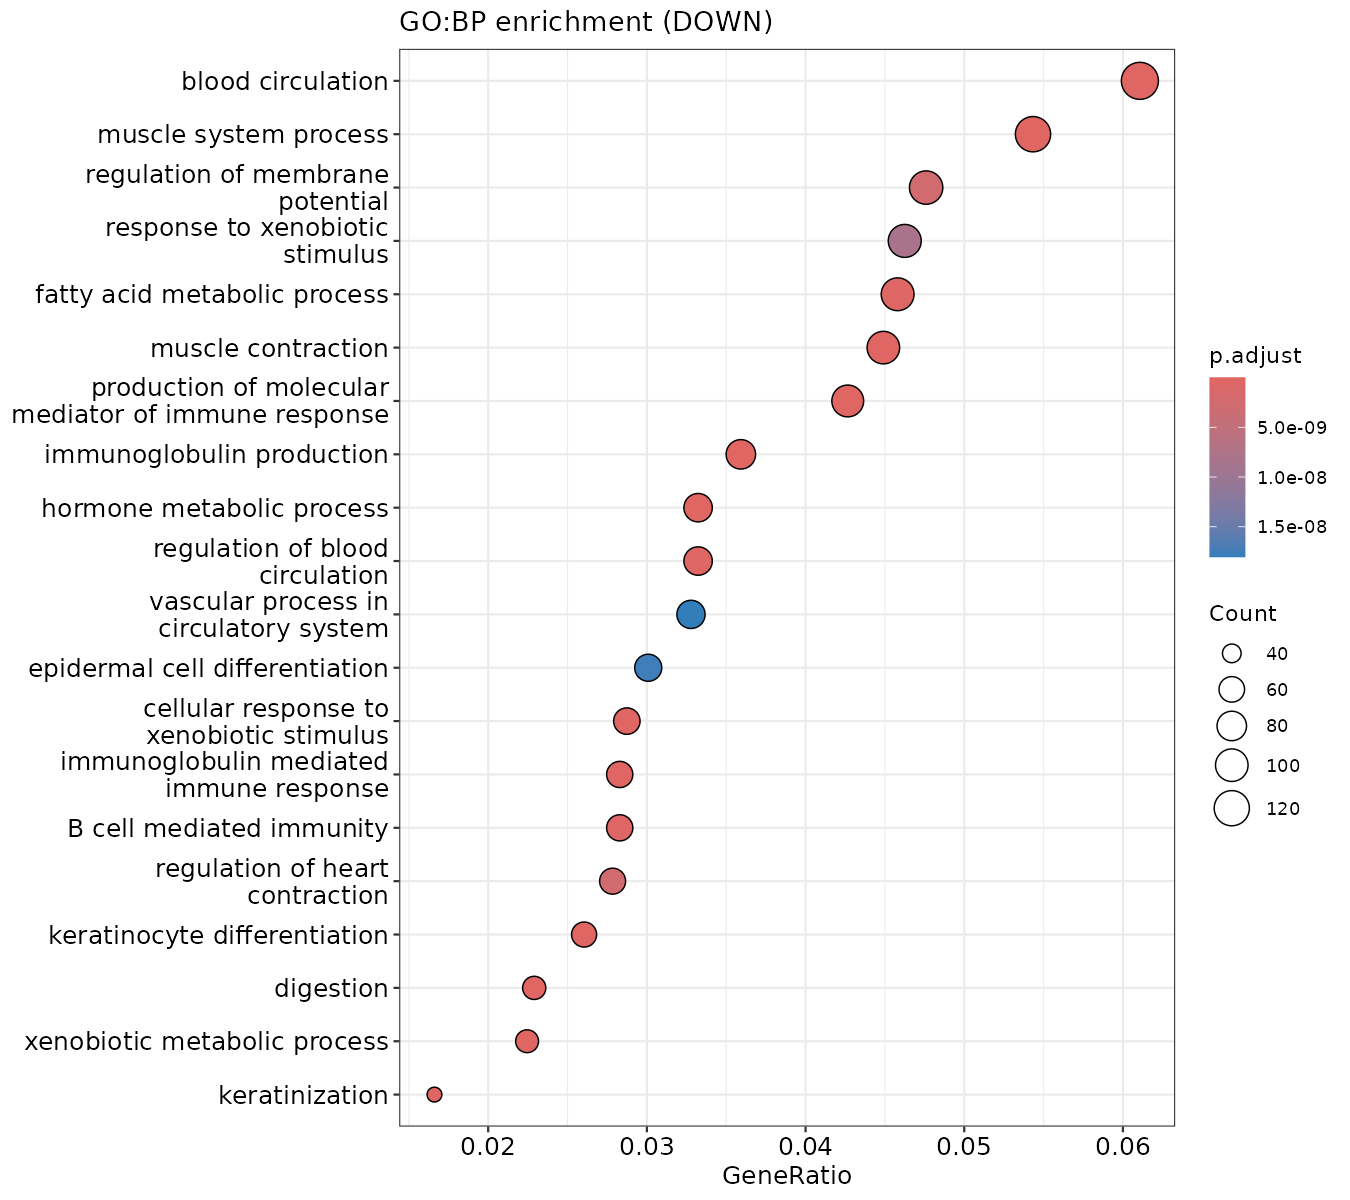 GO:BP enrichment (DOWN)
blood circulation
muscle system process
regulation of membrane
potential
response to xenobiotic
stimulus
fatty acid metabolic process
muscle contraction
production of molecular
mediator of immune response
immunoglobulin production
hormone metabolic process
regulation of blood
circulation
vascular process in
circulatory system
epidermal cell differentiation
cellular response to
xenobiotic stimulus
immunoglobulin mediated
immune response
B cell mediated immunity
regulation of heart
contraction
keratinocyte differentiation
digestion
xenobiotic metabolic process
keratinization
0.02 0.03 0.04 0.05 0.06
GeneRatio
p.adjust
5.0e-09
1.0e-08
1.5e-08
Count
40
60
80
100
120